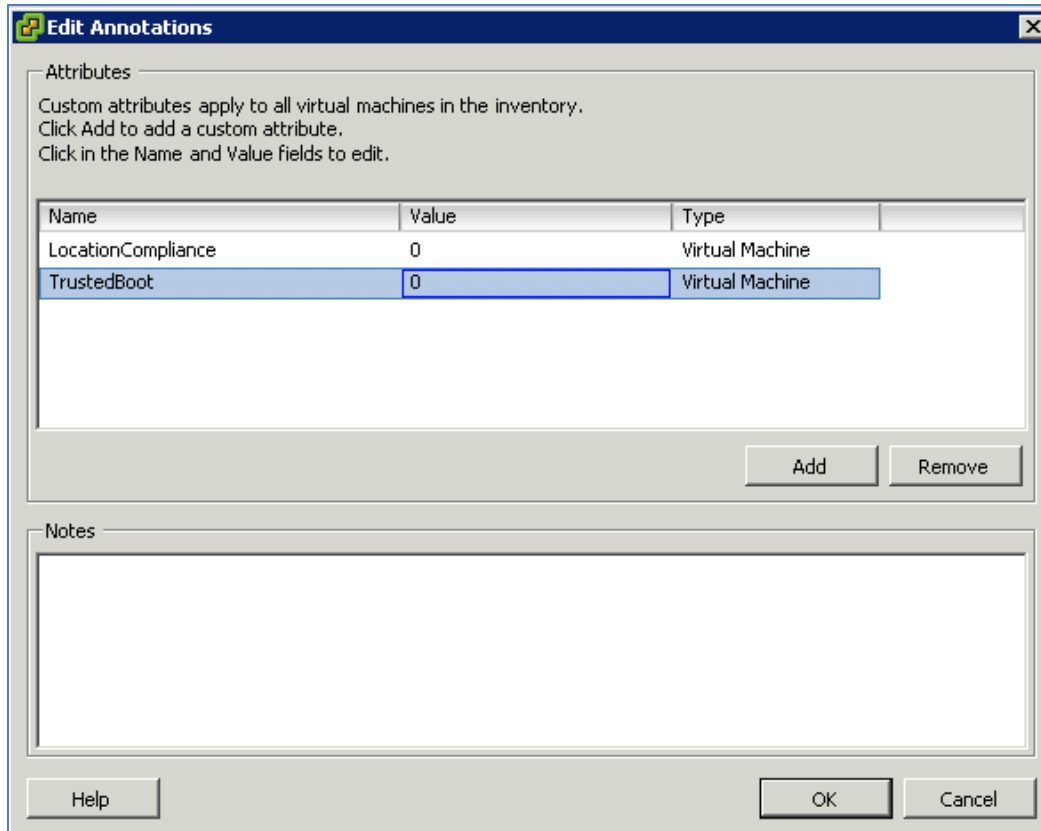 Edit Annotations
Attributes
Custom attributes apply to all virtual machines in the inventory.
Click Add to add a custom attribute.
Click in the Name and Value fields to edit.
Name Value Type
LocationCompliance 0 Virtual Machine
TrustedBoot 0 Virtual Machine
Add Remove
Notes
Help OK Cancel